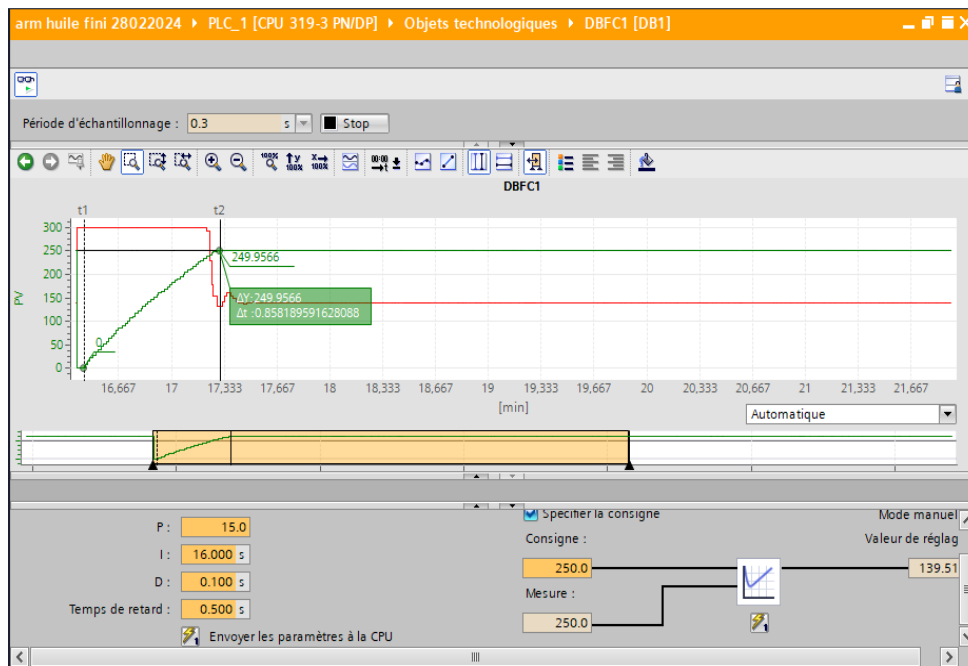 arm huile fini 28022024 ▸ PLC_1 [CPU 319-3 PN/DP] ▸ Objets technologiques ▸ DBFC1 [DB1]
Période d'échantillonnage : 0.3 s Stop
DBFC1
t1 t2
300
250
200
150
100
50
0
PV
249.9566
ΔY: 249.9566
Δt :0.858189591628088
0
16,667 17 17,333 17,667 18 18,333 18,667 19 19,333 19,667 20 20,333 20,667 21 21,333 21,667
[min]
Automatique
P : 15.0
I : 16.000 s
D : 0.100 s
Temps de retard : 0.500 s
Envoyer les paramètres à la CPU
Spécifier la consigne
Consigne :
250.0
Mesure :
250.0
Mode manuel
Valeur de réglag
139.51